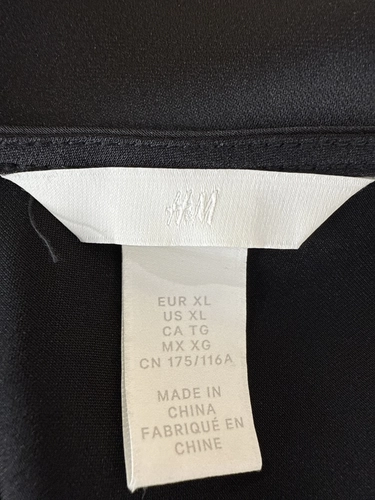 H&M
EUR XL
US XL
CA TG
MX XG
CN 175/116A
MADE IN
CHINA
FABRIQUÉ EN
CHINE